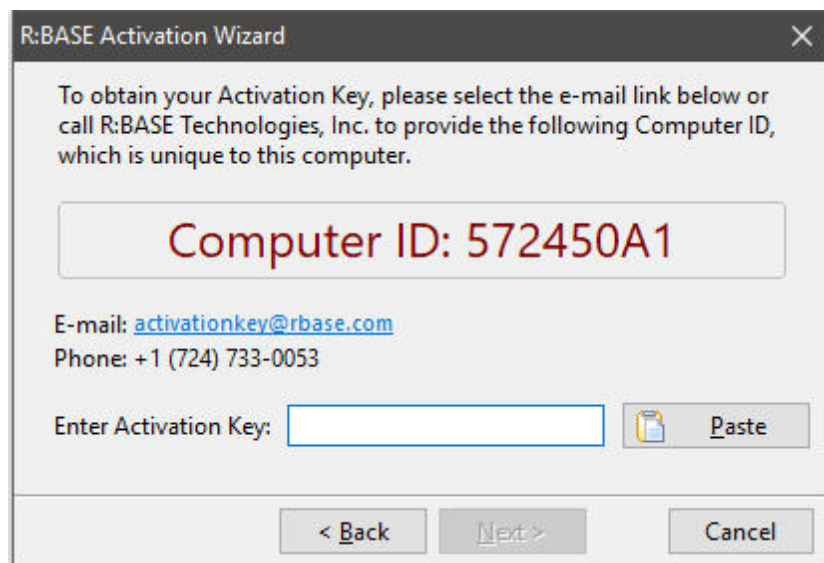 R:BASE Activation Wizard
To obtain your Activation Key, please select the e-mail link below or
call R:BASE Technologies, Inc. to provide the following Computer ID,
which is unique to this computer.
Computer ID: 572450A1
E-mail: activationkey@rbase.com
Phone: +1 (724) 733-0053
Enter Activation Key:
Paste
< Back
Next >
Cancel